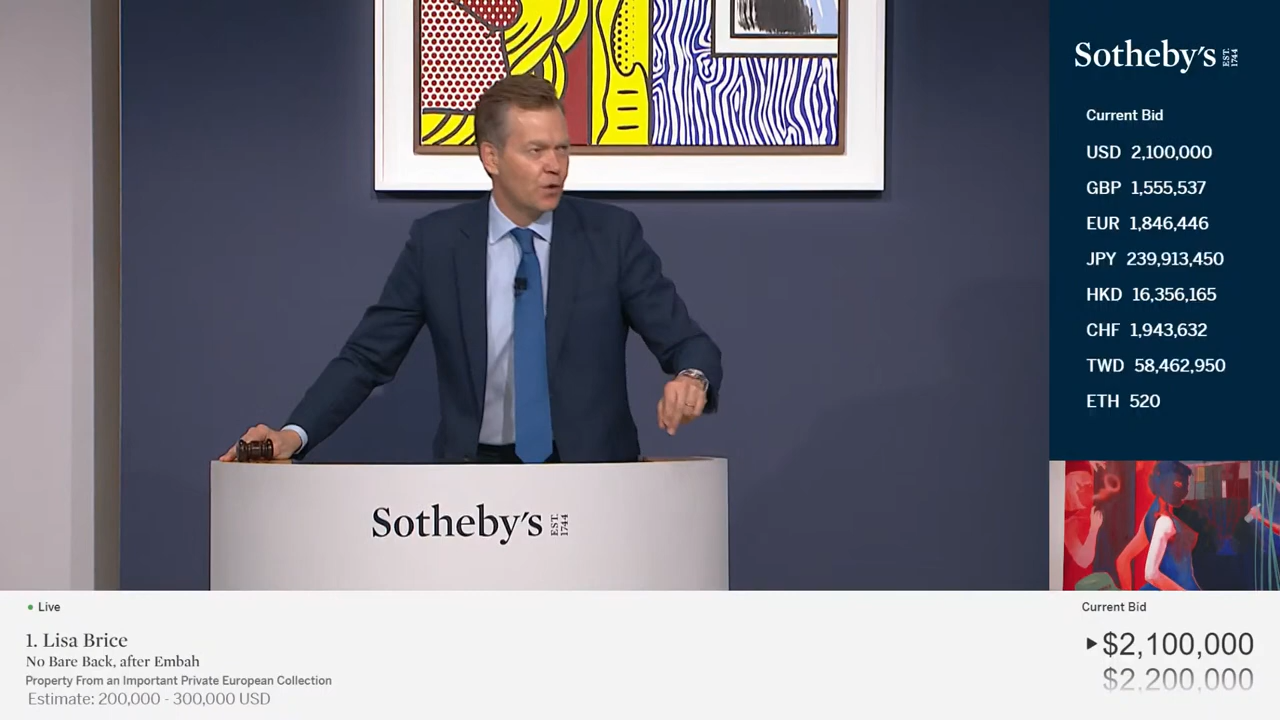 Sotheby's EST. 1744
Current Bid
USD 2,100,000
GBP 1,555,537
EUR 1,846,446
JPY 239,913,450
HKD 16,356,165
CHF 1,943,632
TWD 58,462,950
ETH 520
Sotheby's EST. 1744
Live
1. Lisa Brice
No Bare Back, after Embah
Property From an Important Private European Collection
Estimate: 200,000 - 300,000 USD
Current Bid
$2,100,000
$2,200,000